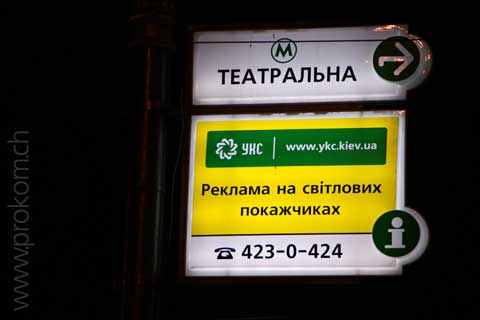 М
ТЕАТРАЛЬНА
УКС www.ykc.kiev.ua
Реклама на світлових
покажчиках
i
☎ 423-0-424
www.prokom.ch